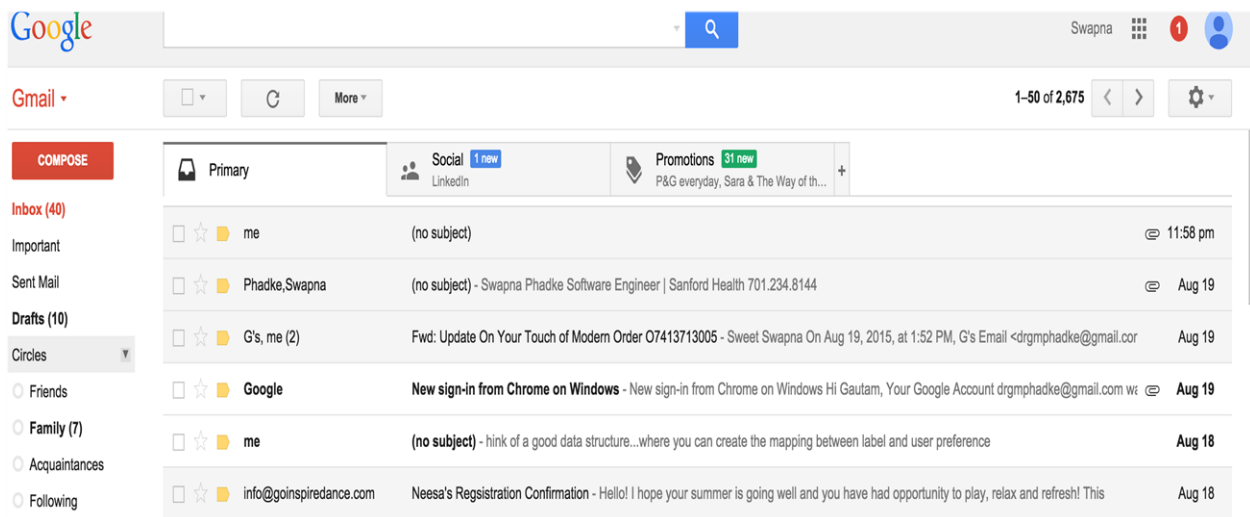 Google
Swapna 1
Gmail More 1–50 of 2,675
COMPOSE
Inbox (40)
Important
Sent Mail
Drafts (10)
Circles
Friends
Family (7)
Acquaintances
Following
Primary
Social 1 new
LinkedIn
Promotions 31 new
P&G everyday, Sara & The Way of th...
+
me (no subject) 11:58 pm
Phadke,Swapna (no subject) - Swapna Phadke Software Engineer | Sanford Health 701.234.8144 Aug 19
G's, me (2) Fwd: Update On Your Touch of Modern Order O7413713005 - Sweet Swapna On Aug 19, 2015, at 1:52 PM, G's Email <drgmphadke@gmail.cor Aug 19
Google New sign-in from Chrome on Windows - New sign-in from Chrome on Windows Hi Gautam, Your Google Account drgmphadke@gmail.com wa Aug 19
me (no subject) - hink of a good data structure...where you can create the mapping between label and user preference Aug 18
info@goinspiredance.com Neesa's Regsistration Confirmation - Hello! I hope your summer is going well and you have had opportunity to play, relax and refresh! This Aug 18